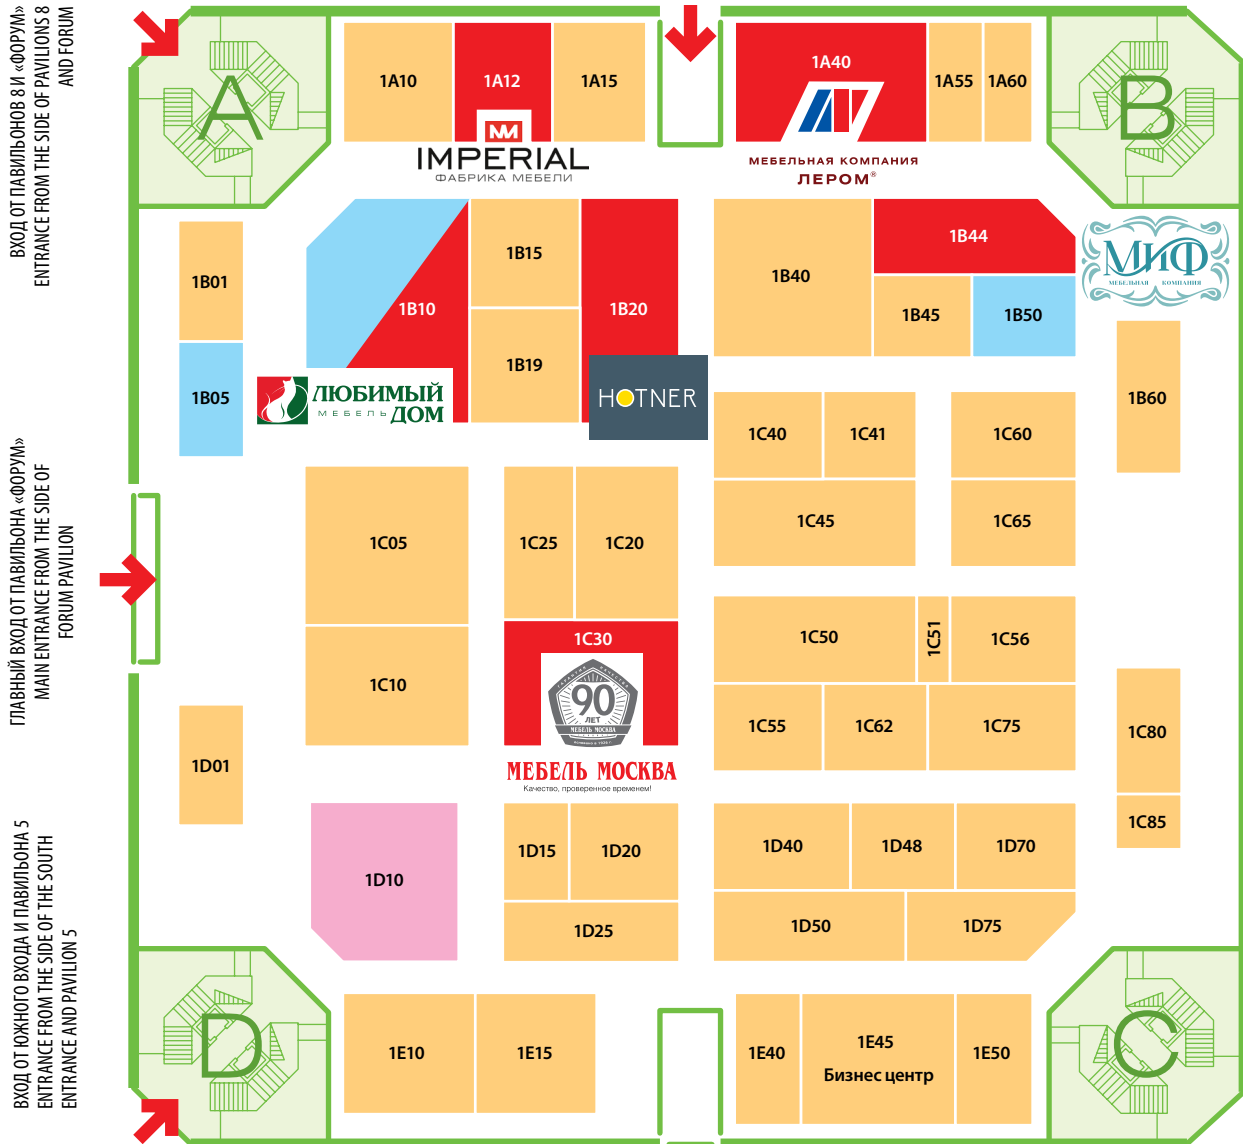 ВХОД ОТ ПАВИЛЬОНОВ 8 И «ФОРУМ»
ENTRANCE FROM THE SIDE OF PAVILIONS 8
AND FORUM
ГЛАВНЫЙ ВХОД ОТ ПАВИЛЬОНА «ФОРУМ»
MAIN ENTRANCE FROM THE SIDE OF
FORUM PAVILION
ВХОД ОТ ЮЖНОГО ВХОДА И ПАВИЛЬОНА 5
ENTRANCE FROM THE SIDE OF THE SOUTH
ENTRANCE AND PAVILION 5
A
1A10
1A12
1A15
IMPERIAL
ФАБРИКА МЕБЕЛИ
1A40
МЕБЕЛЬНАЯ КОМПАНИЯ
ЛЕРОМ®
1A55
1A60
B
1B01
1B05
1B10
ЛЮБИМЫЙ
МЕБЕЛЬ ДОМ
1B15
1B19
1B20
HOTNER
1B40
1B44
1B45
1B50
МИФ
МЕБЕЛЬНАЯ КОМПАНИЯ
1B60
1C05
1C10
1C25
1C20
1C30
90
ЛЕТ
МЕБЕЛЬ МОСКВА
МЕБЕЛЬ МОСКВА
Качество, проверенное временем!
1C40
1C41
1C45
1C60
1C65
1C50
1C51
1C56
1C55
1C62
1C75
1C80
1C85
1D01
1D10
1D15
1D20
1D25
1D40
1D48
1D70
1D50
1D75
D
1E10
1E15
1E40
1E45
Бизнес центр
1E50
C